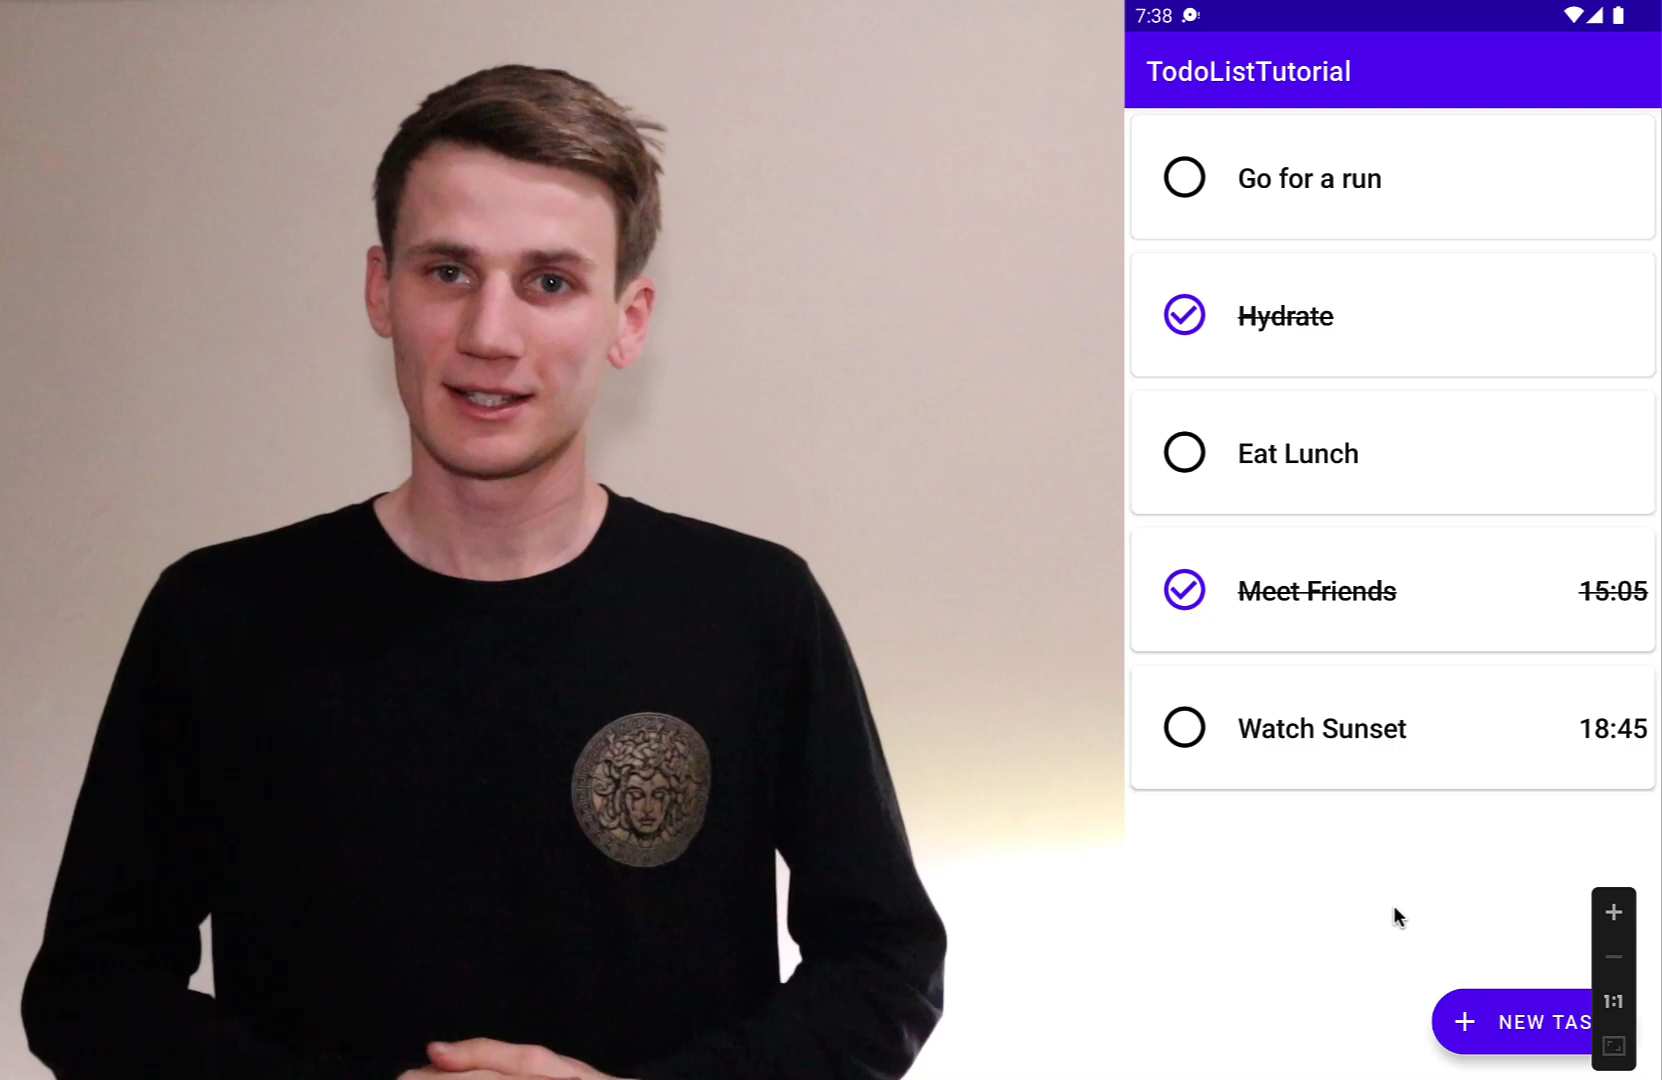 7:38
TodoListTutorial
Go for a run
Hydrate
Eat Lunch
Meet Friends 15:05
Watch Sunset 18:45
1:1
+ NEW TAS